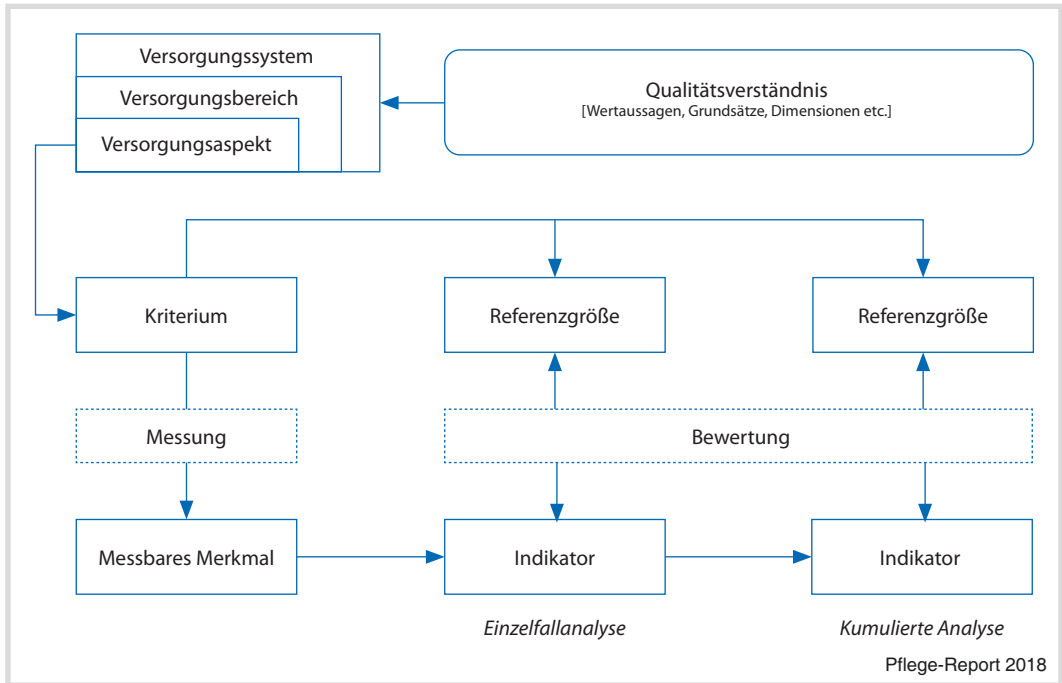 Versorgungssystem
Versorgungsbereich
Versorgungsaspekt
Qualitätsverständnis
[Wertaussagen, Grundsätze, Dimensionen etc.]
Kriterium
Referenzgröße
Referenzgröße
Messung
Bewertung
Messbares Merkmal
Indikator
Indikator
Einzelfallanalyse
Kumulierte Analyse
Pflege-Report 2018